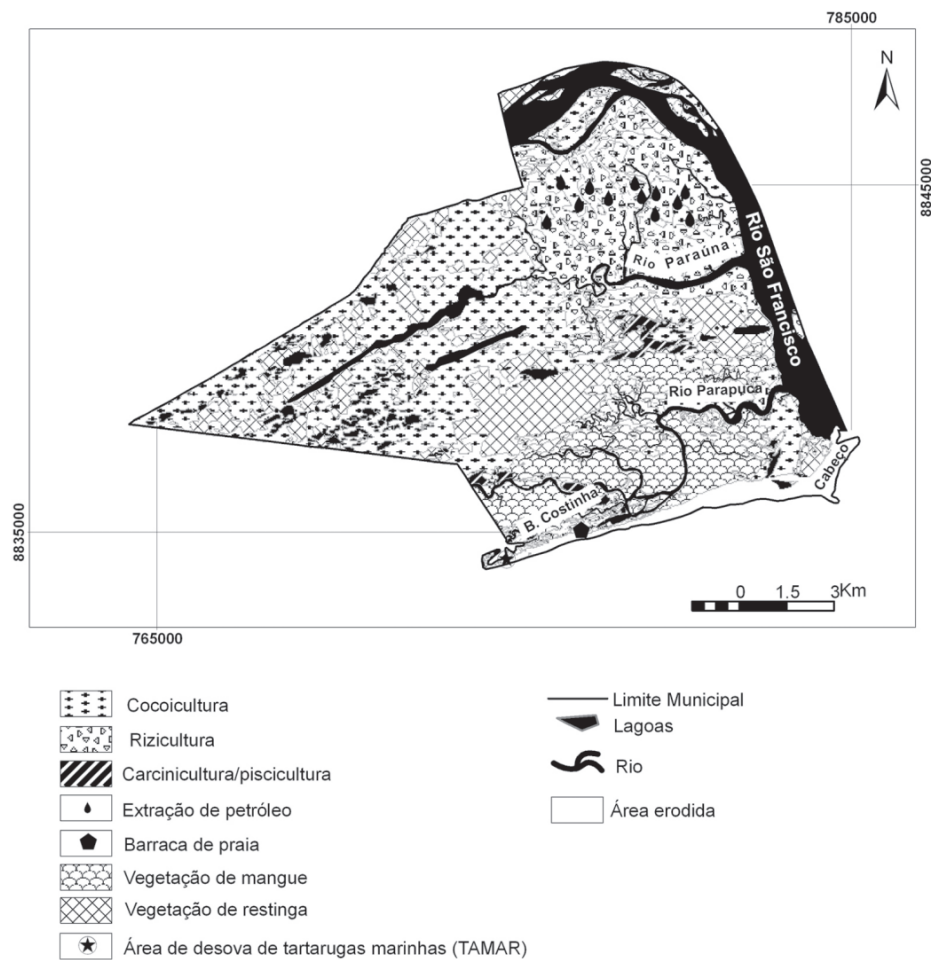 785000
N
8845000
Rio Paraúna
Rio São Francisco
Rio Parapuca
Cabeço
B. Costinha
8835000
0 1.5 3Km
765000
Cocoicultura
Rizicultura
Carcinicultura/piscicultura
Extração de petróleo
Barraca de praia
Vegetação de mangue
Vegetação de restinga
Área de desova de tartarugas marinhas (TAMAR)
Limite Municipal
Lagoas
Rio
Área erodida